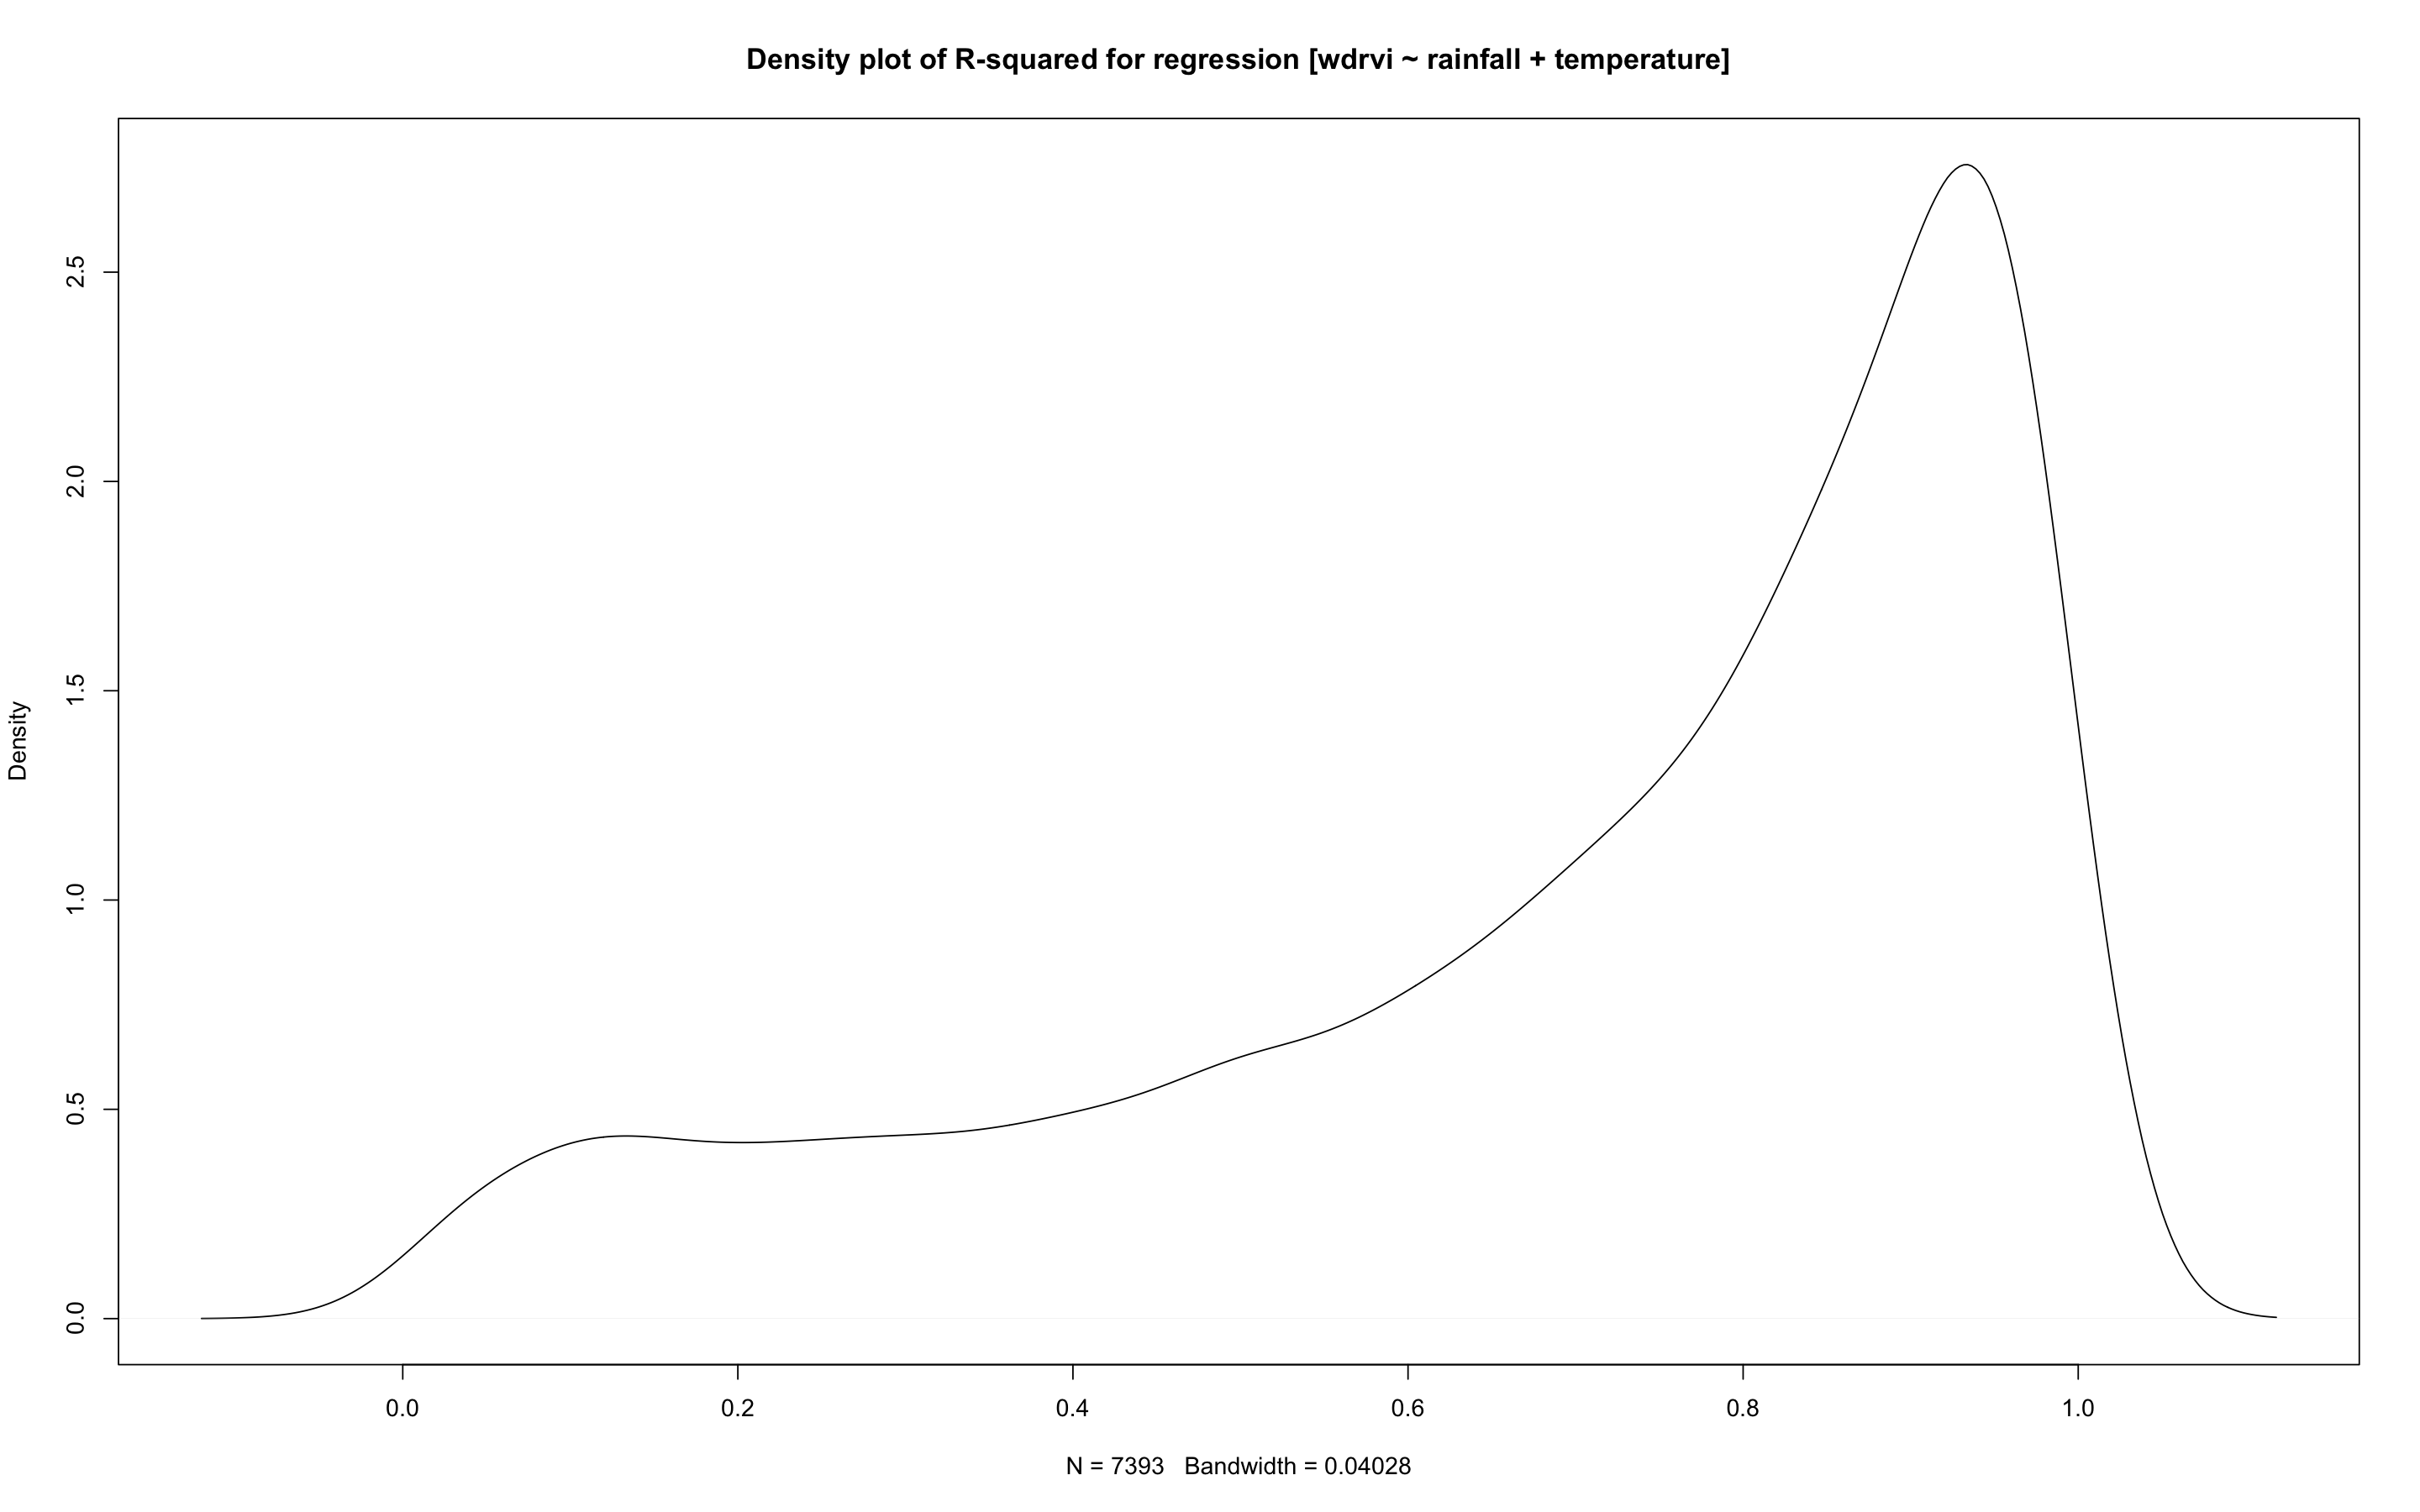 Density plot of R-squared for regression [wdrvi ~ rainfall + temperature]
Density
2.5
2.0
1.5
1.0
0.5
0.0
0.0 0.2 0.4 0.6 0.8 1.0
N = 7393 Bandwidth = 0.04028